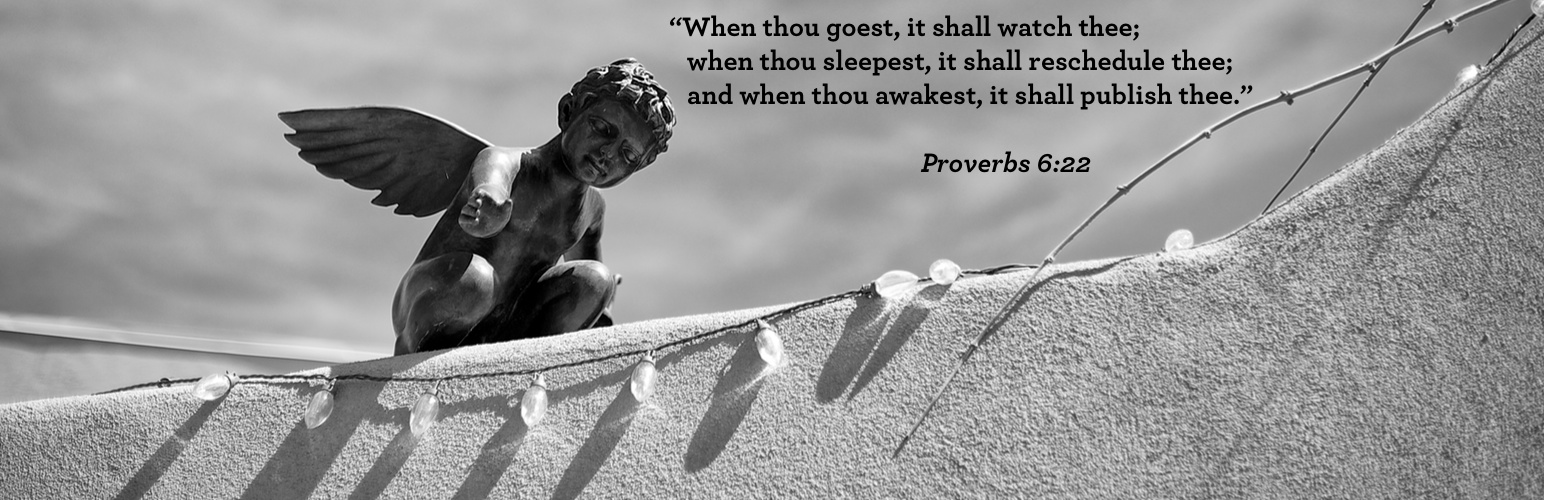 “When thou goest, it shall watch thee;
when thou sleepest, it shall reschedule thee;
and when thou awakest, it shall publish thee.”
Proverbs 6:22